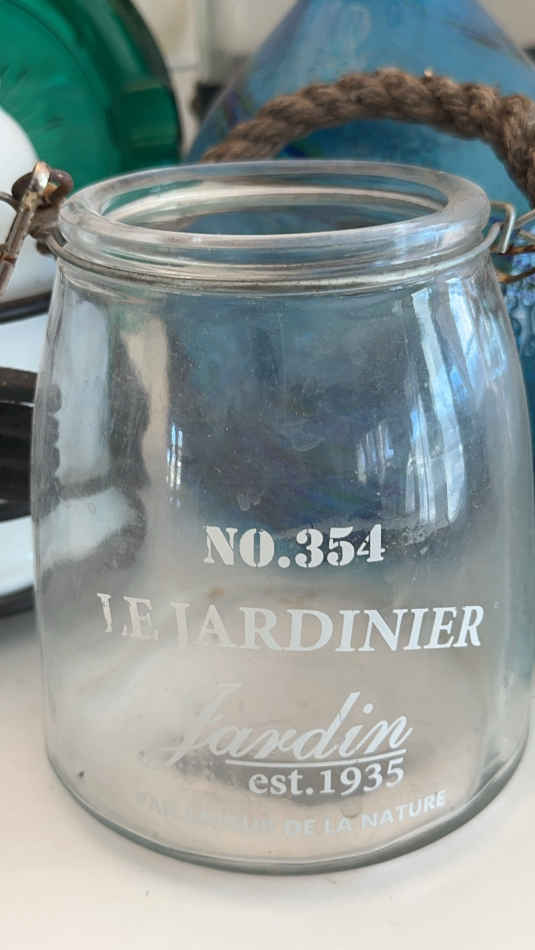 NO.354
LE JARDINIER
Jardin
est.1935
DE LA NATURE